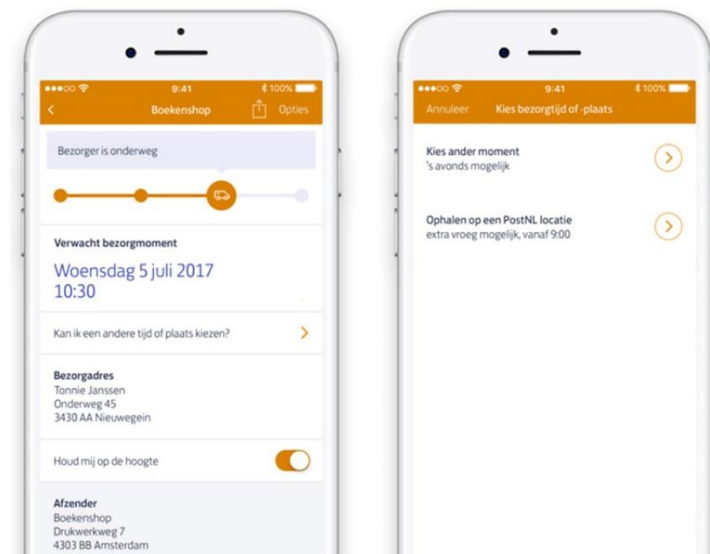 9:41
100%
Boekenshop
Opties
Bezorger is onderweg
Verwacht bezorgmoment
Woensdag 5 juli 2017
10:30
Kan ik een andere tijd of plaats kiezen?
Bezorgadres
Tonnie Janssen
Onderweg 45
3430 AA Nieuwegein
Houd mij op de hoogte
Afzender
Boekenshop
Drukwerkweg 7
4303 BB Amsterdam
9:41
100%
Annuleer
Kies bezorgtijd of -plaats
Kies ander moment
's avonds mogelijk
Ophalen op een PostNL locatie
extra vroeg mogelijk, vanaf 9:00